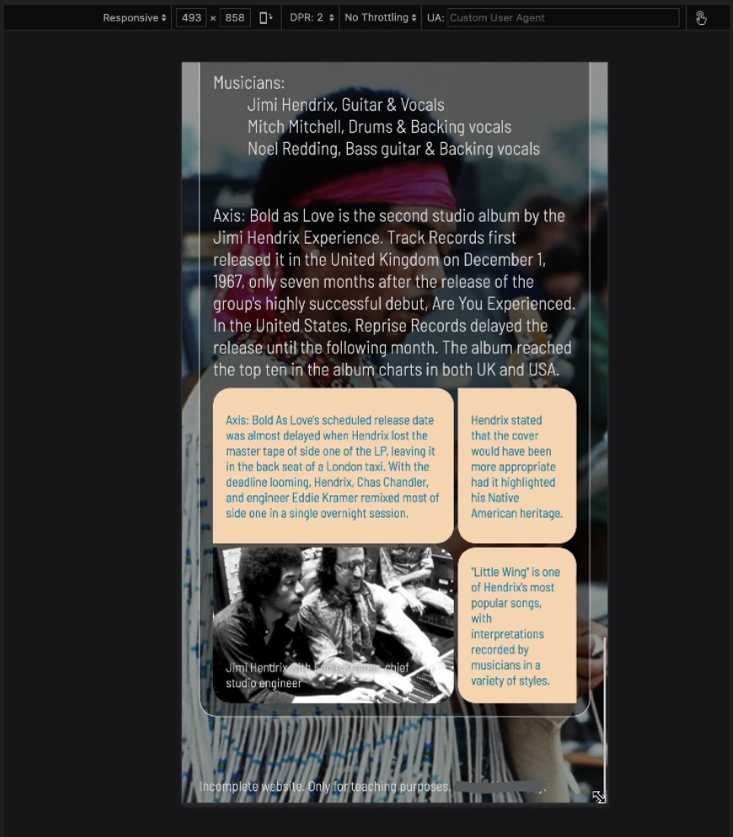 Responsive 493 × 858 DPR: 2 No Throttling UA: Custom User Agent
Musicians:
Jimi Hendrix, Guitar & Vocals
Mitch Mitchell, Drums & Backing vocals
Noel Redding, Bass guitar & Backing vocals
Axis: Bold as Love is the second studio album by the
Jimi Hendrix Experience. Track Records first
released it in the United Kingdom on December 1,
1967, only seven months after the release of the
group's highly successful debut, Are You Experienced.
In the United States, Reprise Records delayed the
release until the following month. The album reached
the top ten in the album charts in both UK and USA.
Axis: Bold As Love's scheduled release date
was almost delayed when Hendrix lost the
master tape of side one of the LP, leaving it
in the back seat of a London taxi. With the
deadline looming, Hendrix, Chas Chandler,
and engineer Eddie Kramer remixed most of
side one in a single overnight session.
Hendrix stated
that the cover
would have been
more appropriate
had it highlighted
his Native
American heritage.
Jimi Hendrix with Eddie Kramer, chief
studio engineer
"Little Wing" is one
of Hendrix's most
popular songs,
with
interpretations
recorded by
musicians in a
variety of styles.
Incomplete website. Only for teaching purposes.